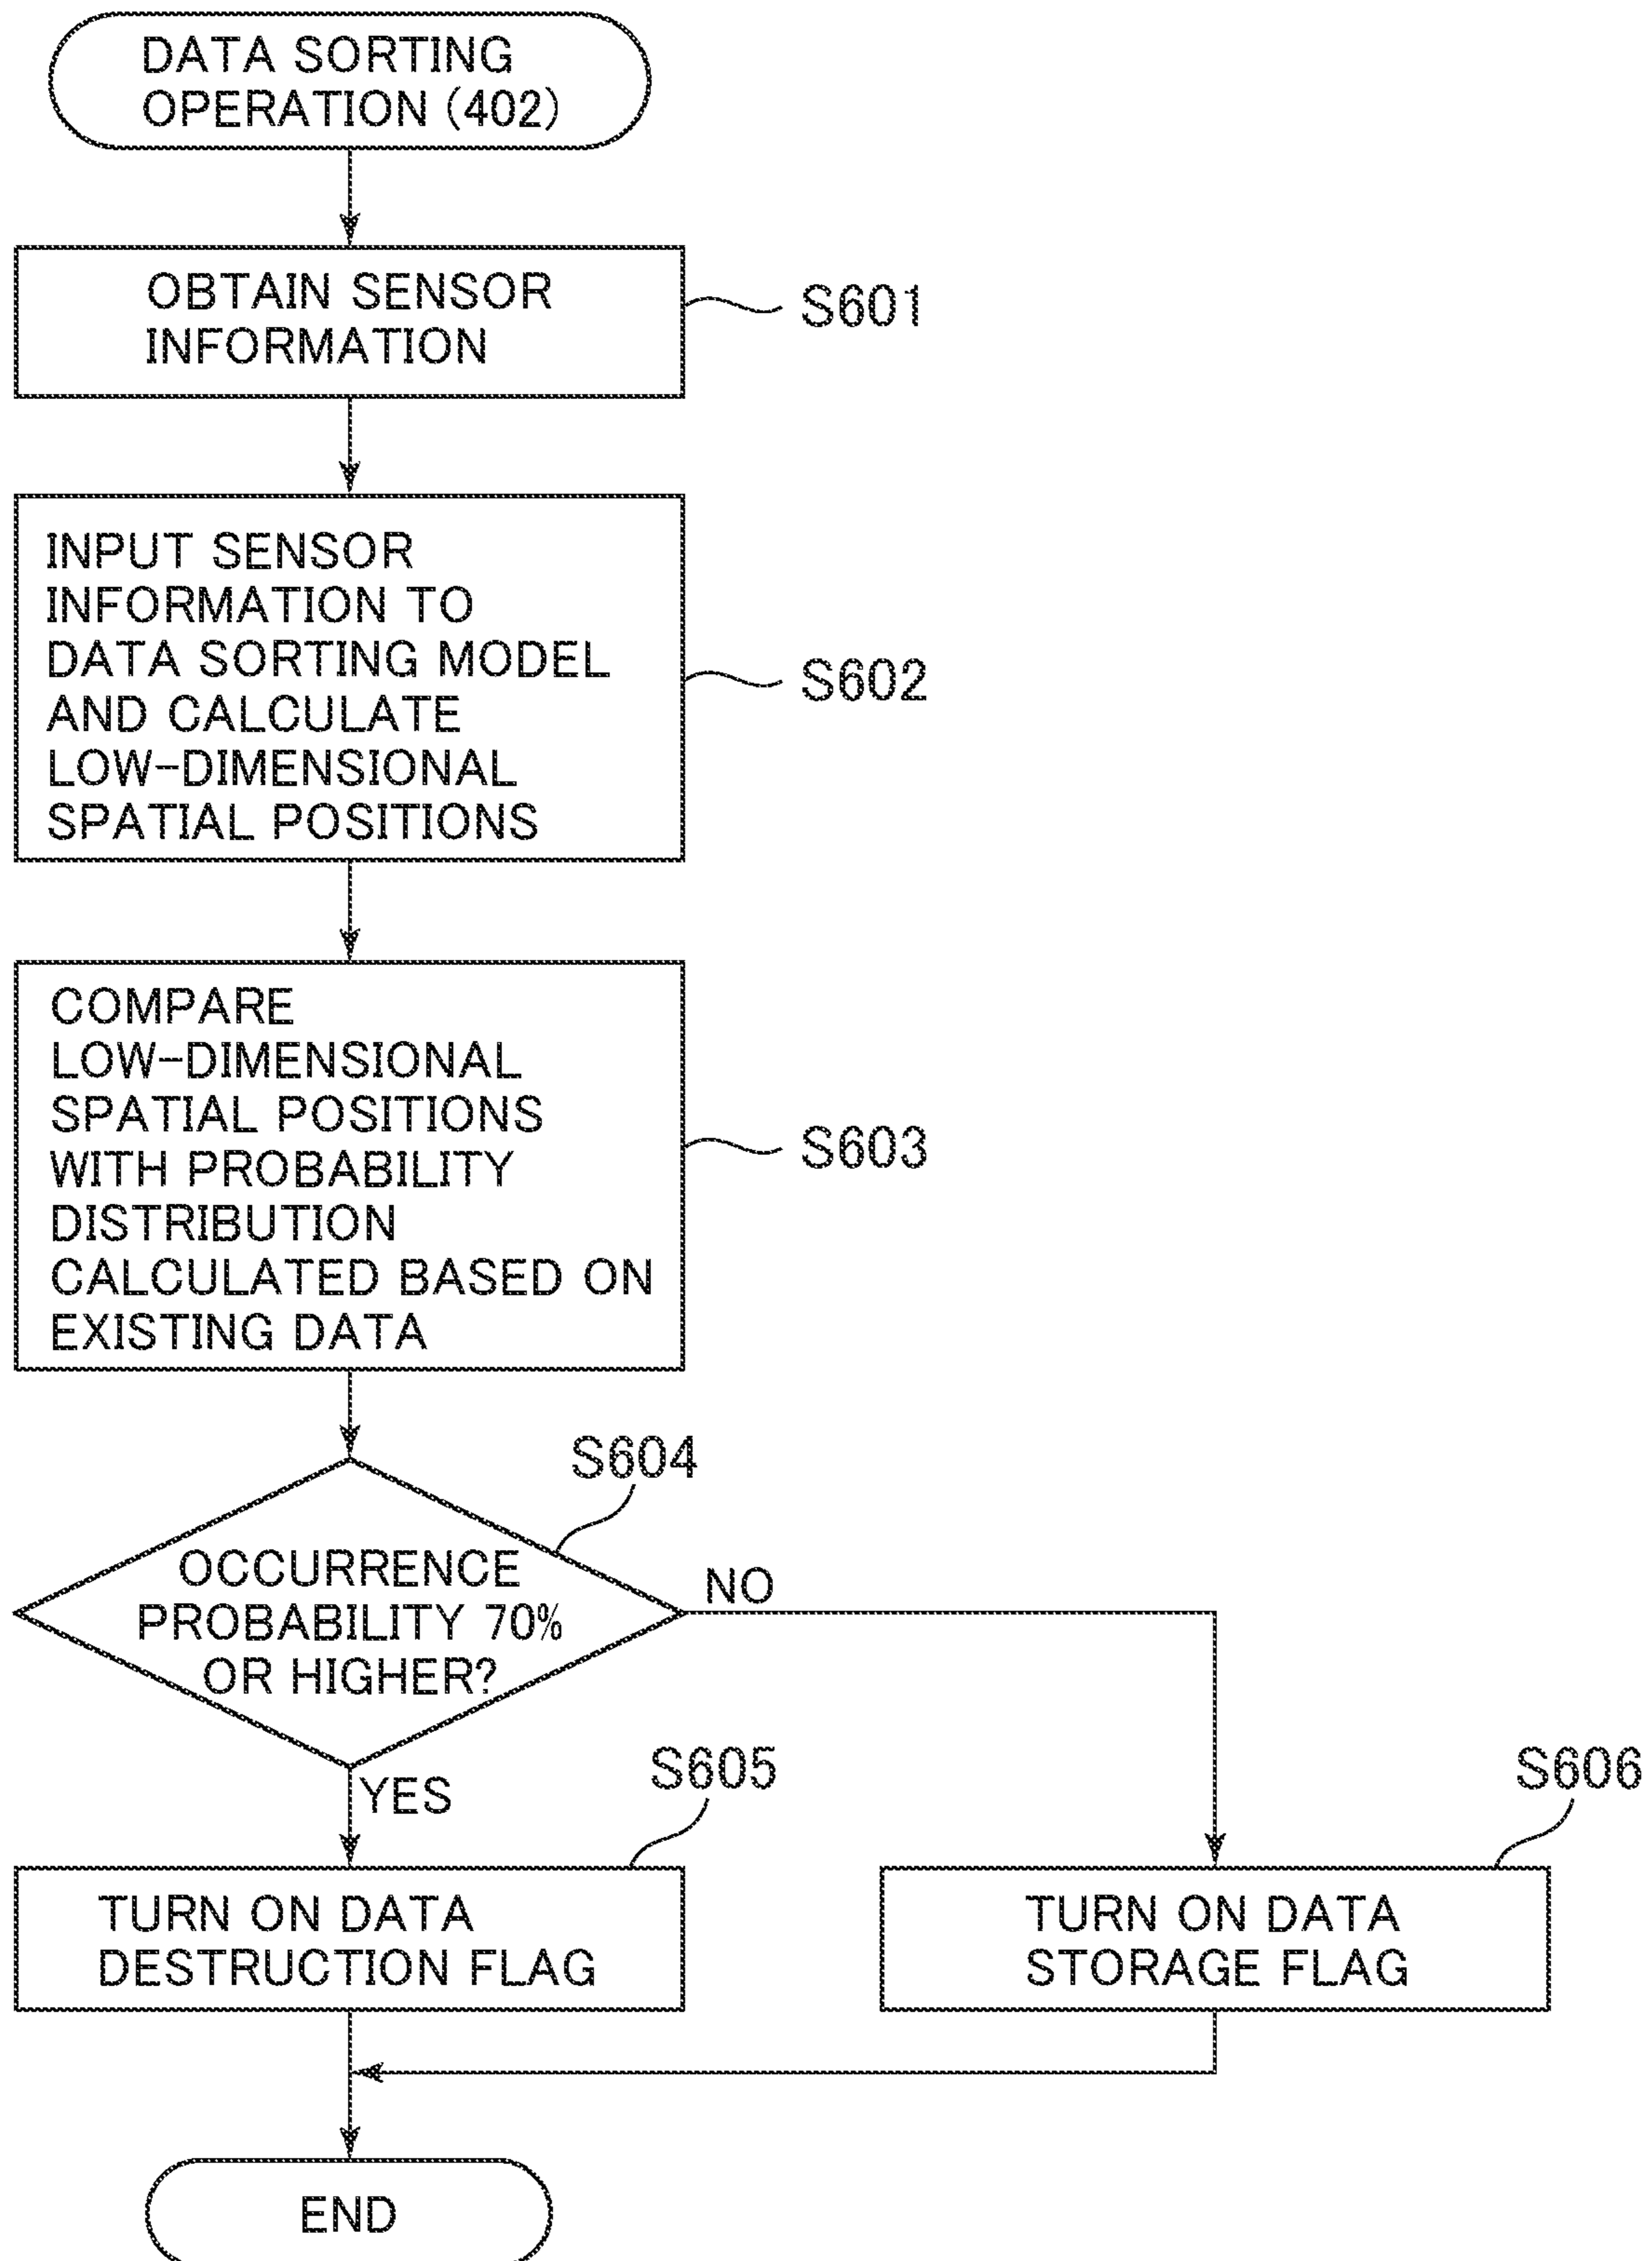 DATA SORTING
OPERATION (402)
OBTAIN SENSOR
INFORMATION
S601
INPUT SENSOR
INFORMATION TO
DATA SORTING MODEL
AND CALCULATE
LOW-DIMENSIONAL
SPATIAL POSITIONS
S602
COMPARE
LOW-DIMENSIONAL
SPATIAL POSITIONS
WITH PROBABILITY
DISTRIBUTION
CALCULATED BASED ON
EXISTING DATA
S603
S604
OCCURRENCE
PROBABILITY 70%
OR HIGHER?
NO
YES
S605
S606
TURN ON DATA
DESTRUCTION FLAG
TURN ON DATA
STORAGE FLAG
END